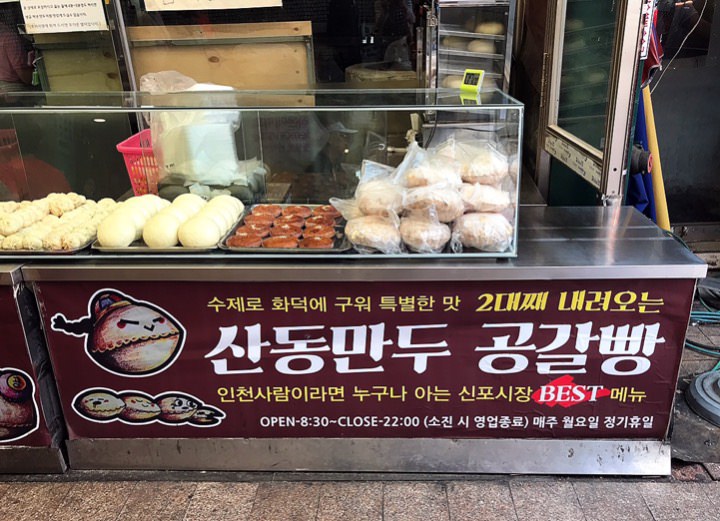 수제로 화덕에 구워 특별한 맛 2대째 내려오는
산동만두 공갈빵
인천사람이라면 누구나 아는 신포시장 BEST 메뉴
OPEN-8:30~CLOSE-22:00 (소진 시 영업종료) 매주 월요일 정기휴일